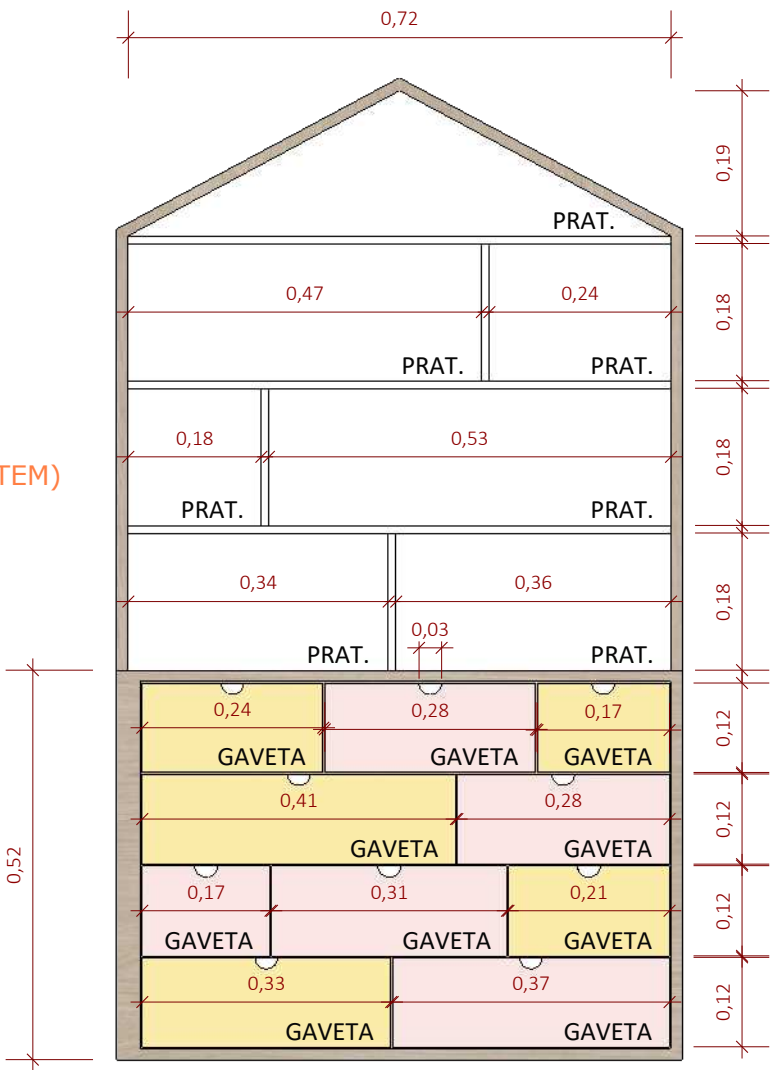 0,72
0,19
PRAT.
0,47 0,24 0,18
PRAT. PRAT.
0,18 0,53 0,18
TEM)
PRAT. PRAT.
0,34 0,36 0,18
0,03
PRAT. PRAT.
0,24 0,28 0,17 0,12
GAVETA GAVETA GAVETA
0,41 0,28 0,12
GAVETA GAVETA
0,52
0,17 0,31 0,21 0,12
GAVETA GAVETA GAVETA
0,33 0,37 0,12
GAVETA GAVETA